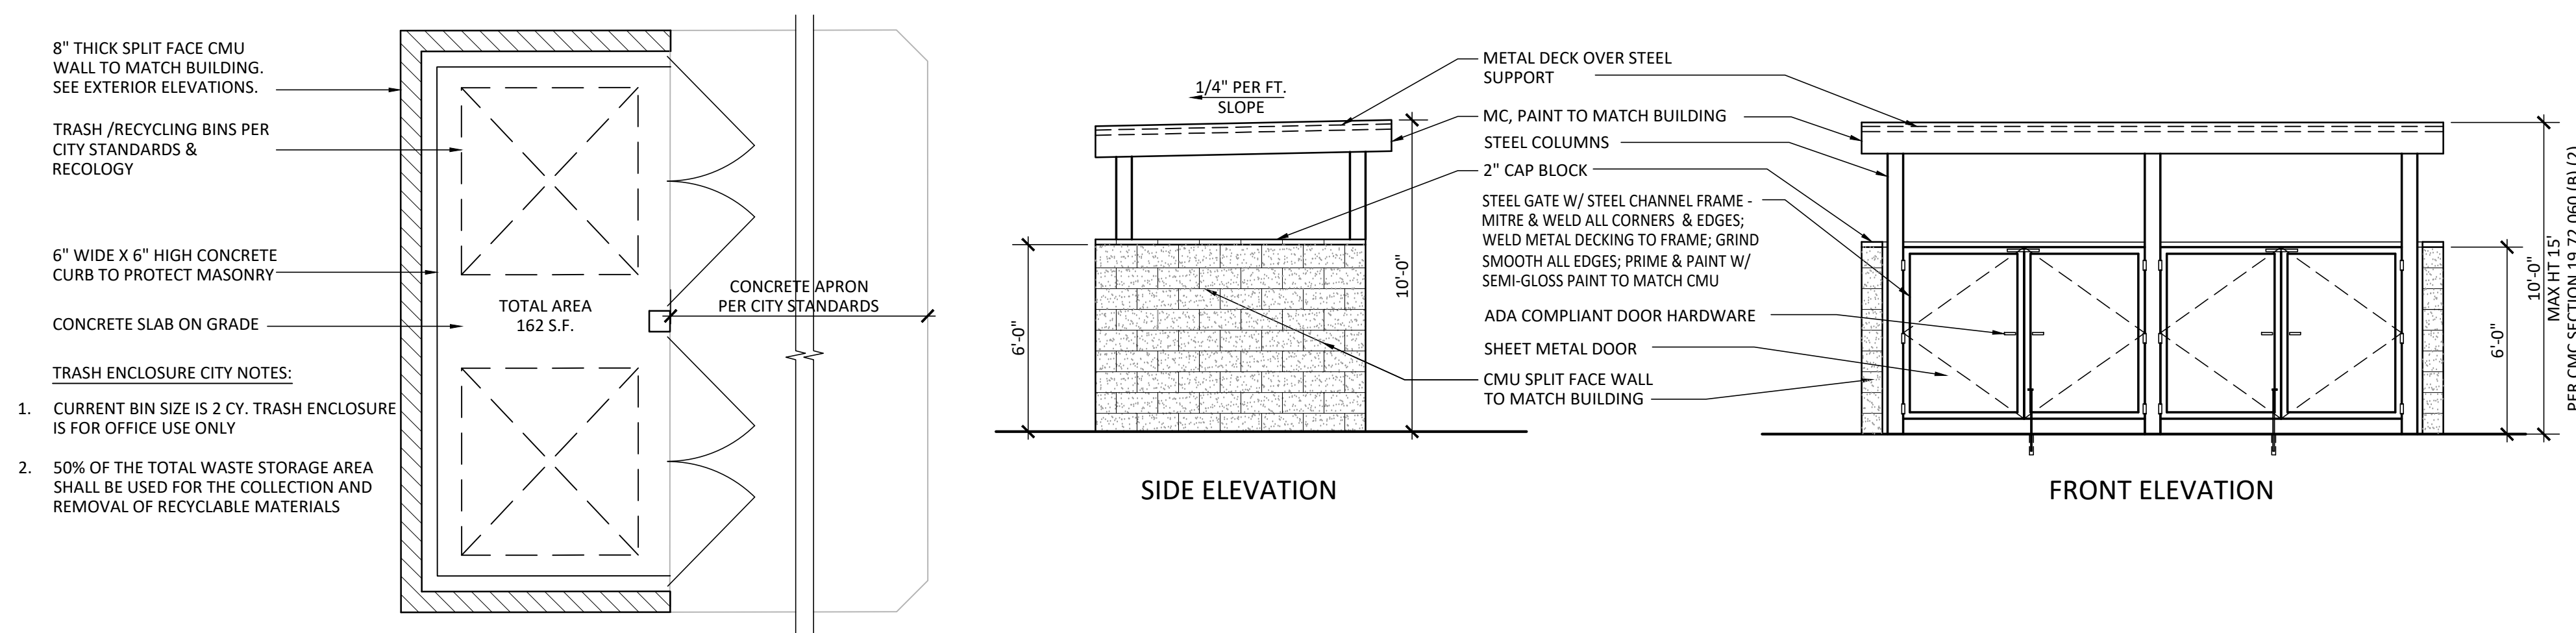 8" THICK SPLIT FACE CMU
WALL TO MATCH BUILDING.
SEE EXTERIOR ELEVATIONS.
TRASH /RECYCLING BINS PER
CITY STANDARDS &
RECOLOGY
6" WIDE X 6" HIGH CONCRETE
CURB TO PROTECT MASONRY
CONCRETE SLAB ON GRADE
TRASH ENCLOSURE CITY NOTES:
1. CURRENT BIN SIZE IS 2 CY. TRASH ENCLOSURE
IS FOR OFFICE USE ONLY
2. 50% OF THE TOTAL WASTE STORAGE AREA
SHALL BE USED FOR THE COLLECTION AND
REMOVAL OF RECYCLABLE MATERIALS
TOTAL AREA
162 S.F.
CONCRETE APRON
PER CITY STANDARDS
1/4" PER FT.
SLOPE
6'-0"
10'-0"
SIDE ELEVATION
METAL DECK OVER STEEL
SUPPORT
MC, PAINT TO MATCH BUILDING
STEEL COLUMNS
2" CAP BLOCK
STEEL GATE W/ STEEL CHANNEL FRAME -
MITRE & WELD ALL CORNERS & EDGES;
WELD METAL DECKING TO FRAME; GRIND
SMOOTH ALL EDGES; PRIME & PAINT W/
SEMI-GLOSS PAINT TO MATCH CMU
ADA COMPLIANT DOOR HARDWARE
SHEET METAL DOOR
CMU SPLIT FACE WALL
TO MATCH BUILDING
6'-0"
10'-0"
MAX HT 15'
PER CMC SECTION 19.72.060 (B) (2)
FRONT ELEVATION